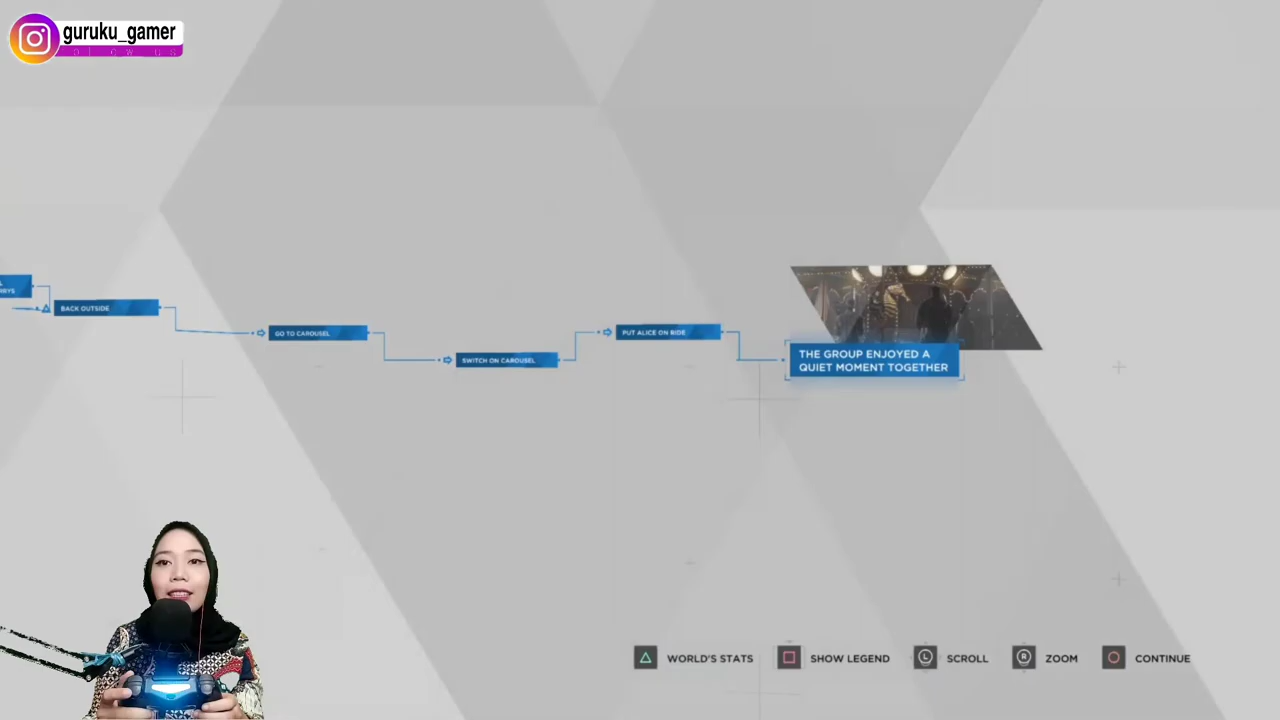 guruku_gamer
RRYS
BACK OUTSIDE
GO TO CAROUSEL
SWITCH ON CAROUSEL
PUT ALICE ON RIDE
THE GROUP ENJOYED A
QUIET MOMENT TOGETHER
WORLD'S STATS
SHOW LEGEND
L
SCROLL
R
ZOOM
CONTINUE